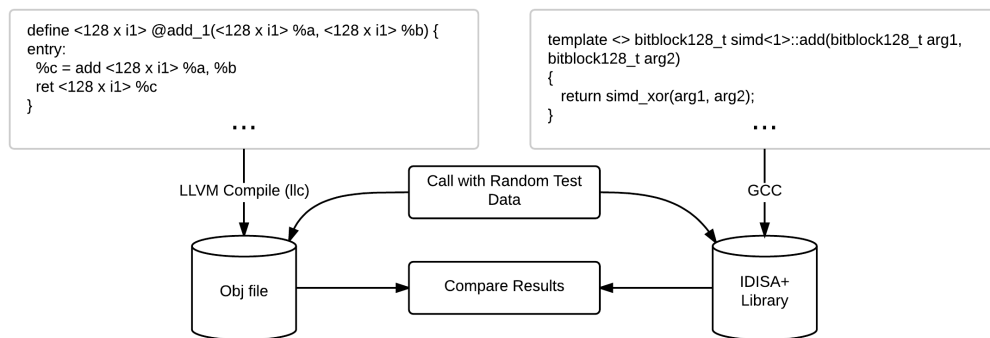 define <128 x i1> @add_1(<128 x i1> %a, <128 x i1> %b) {
entry:
  %c = add <128 x i1> %a, %b
  ret <128 x i1> %c
}
...
template <> bitblock128_t simd<1>::add(bitblock128_t arg1,
bitblock128_t arg2)
{
   return simd_xor(arg1, arg2);
}
...
LLVM Compile (llc)
Call with Random Test
Data
GCC
Obj file
Compare Results
IDISA+
Library